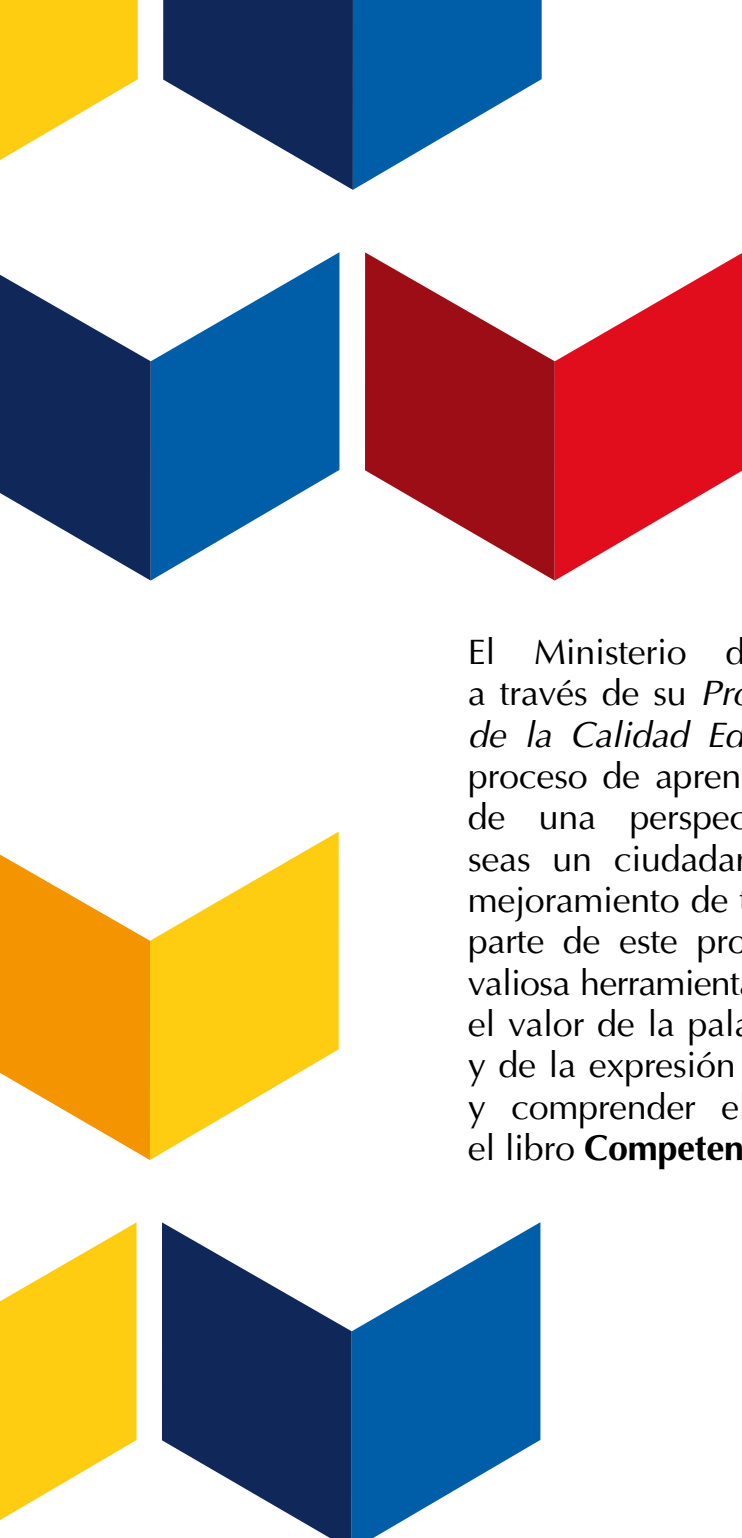 El Ministerio d
a través de su Pro
de la Calidad Ed
proceso de apren
de una perspec
seas un ciudadan
mejoramiento de t
parte de este pro
valiosa herramienta
el valor de la pala
y de la expresión
y comprender el
el libro Competen